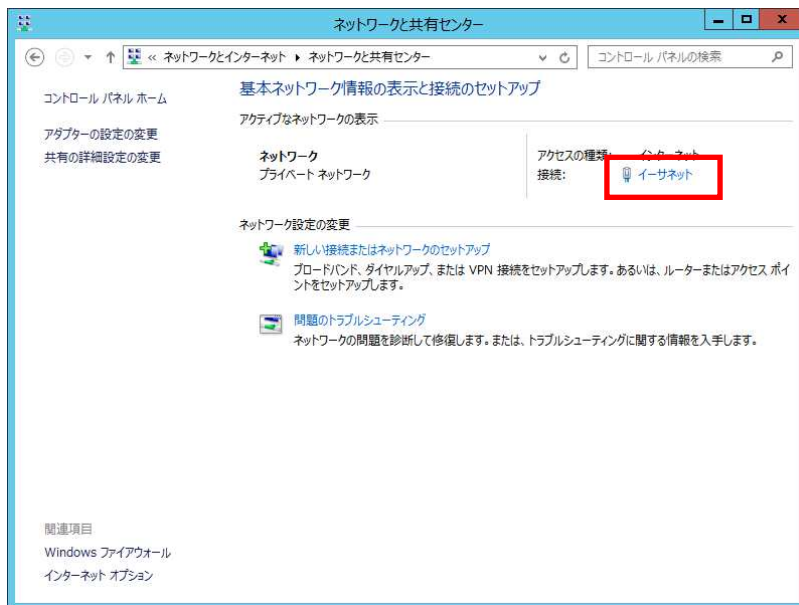 ネットワークと共有センター
« ネットワークとインターネット ▸ ネットワークと共有センター
コントロール パネルの検索
コントロール パネル ホーム
アダプターの設定の変更
共有の詳細設定の変更
基本ネットワーク情報の表示と接続のセットアップ
アクティブなネットワークの表示
ネットワーク
プライベート ネットワーク
アクセスの種類: インターネット
接続: イーサネット
ネットワーク設定の変更
新しい接続またはネットワークのセットアップ
ブロードバンド、ダイヤルアップ、または VPN 接続をセットアップします。あるいは、ルーターまたはアクセス ポイ
ントをセットアップします。
問題のトラブルシューティング
ネットワークの問題を診断して修復します。または、トラブルシューティングに関する情報を入手します。
関連項目
Windows ファイアウォール
インターネット オプション